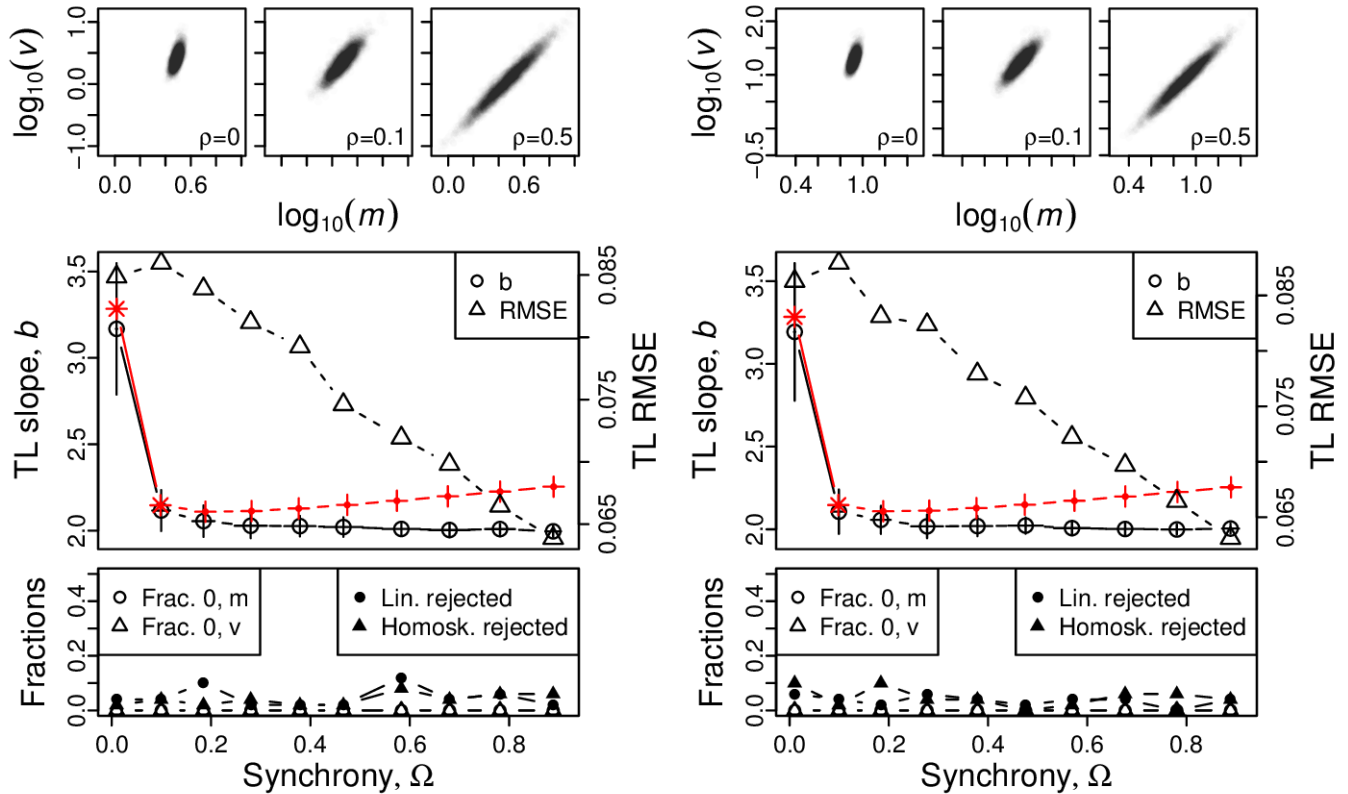 log₁₀(v)
−1.0 0.0 1.0
ρ=0
ρ=0.1
ρ=0.5
0.0 0.6
0.0 0.6
log₁₀(m)
TL slope, b
2.0 2.5 3.0 3.5
b
RMSE
0.065 0.075 0.085
TL RMSE
Fractions
0.0 0.2 0.4
Frac. 0, m
Frac. 0, v
Lin. rejected
Homosk. rejected
0.0 0.2 0.4 0.6 0.8
Synchrony, Ω
log₁₀(v)
−0.5 1.0 2.0
ρ=0
ρ=0.1
ρ=0.5
0.4 1.0
0.4 1.0
log₁₀(m)
TL slope, b
2.0 2.5 3.0 3.5
b
RMSE
0.065 0.075 0.085
TL RMSE
Fractions
0.0 0.2 0.4
Frac. 0, m
Frac. 0, v
Lin. rejected
Homosk. rejected
0.0 0.2 0.4 0.6 0.8
Synchrony, Ω